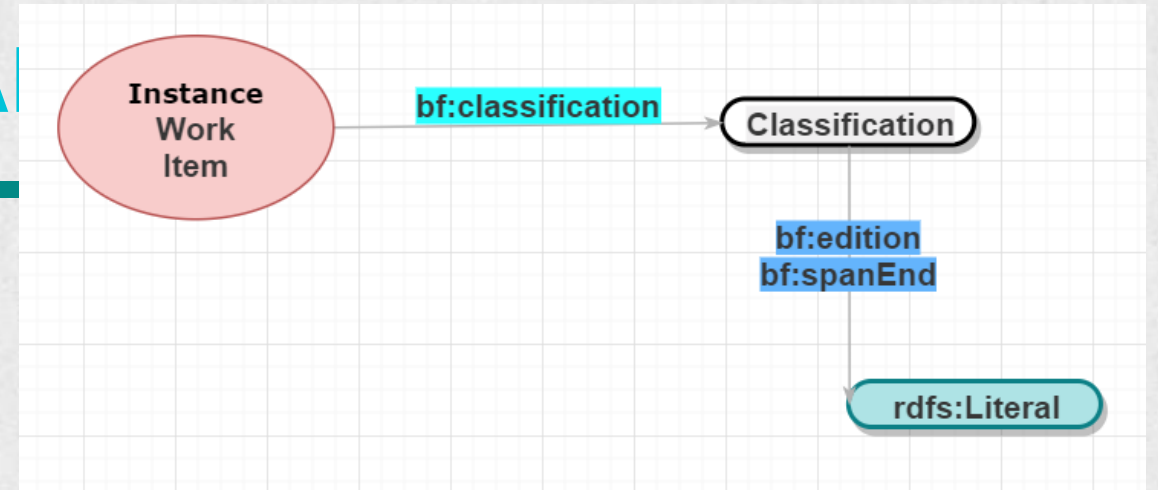 Instance
Work
Item
bf:classification
Classification
bf:edition
bf:spanEnd
rdfs:Literal